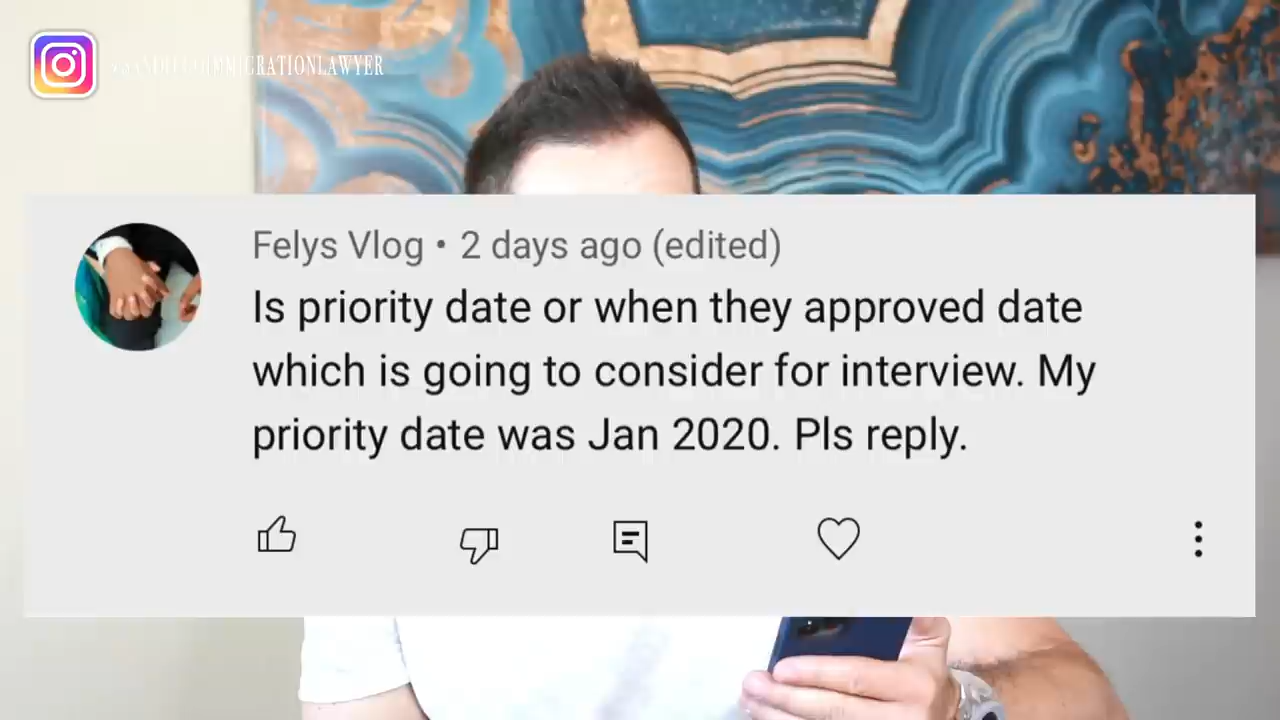 Felys Vlog • 2 days ago (edited)
Is priority date or when they approved date
which is going to consider for interview. My
priority date was Jan 2020. Pls reply.